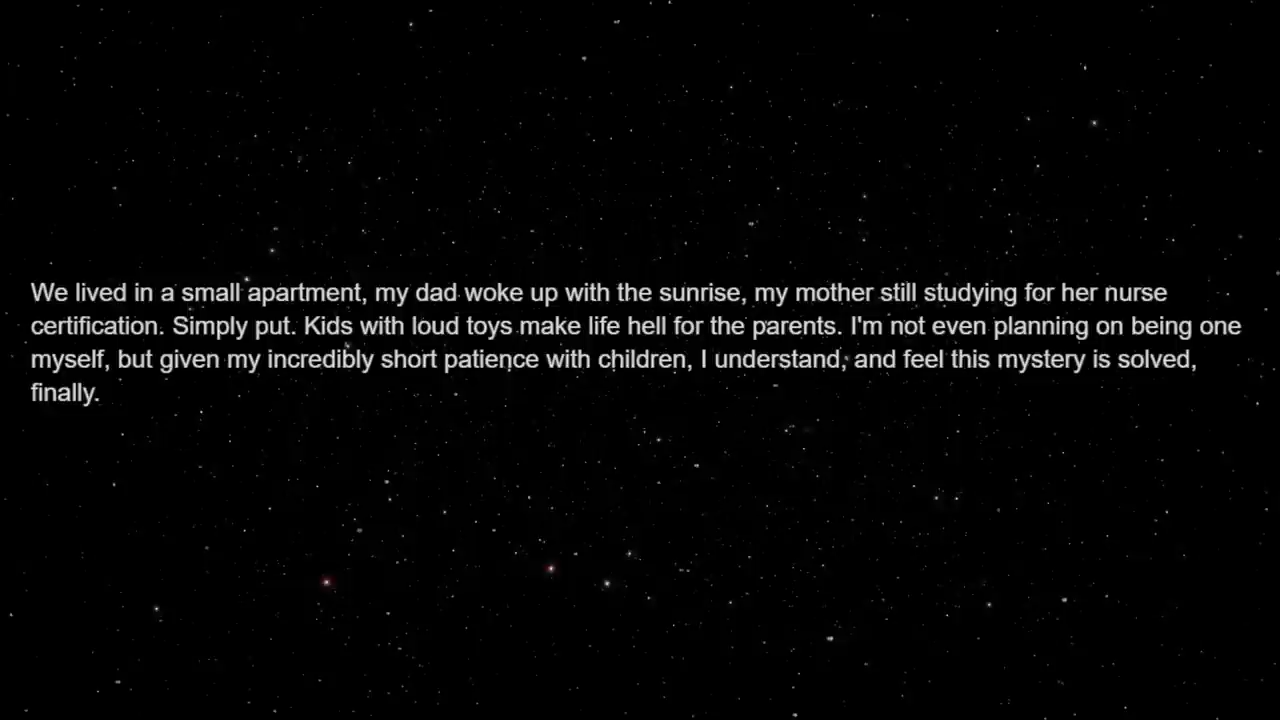 We lived in a small apartment, my dad woke up with the sunrise, my mother still studying for her nurse
certification. Simply put. Kids with loud toys make life hell for the parents. I'm not even planning on being one
myself, but given my incredibly short patience with children, I understand, and feel this mystery is solved,
finally.